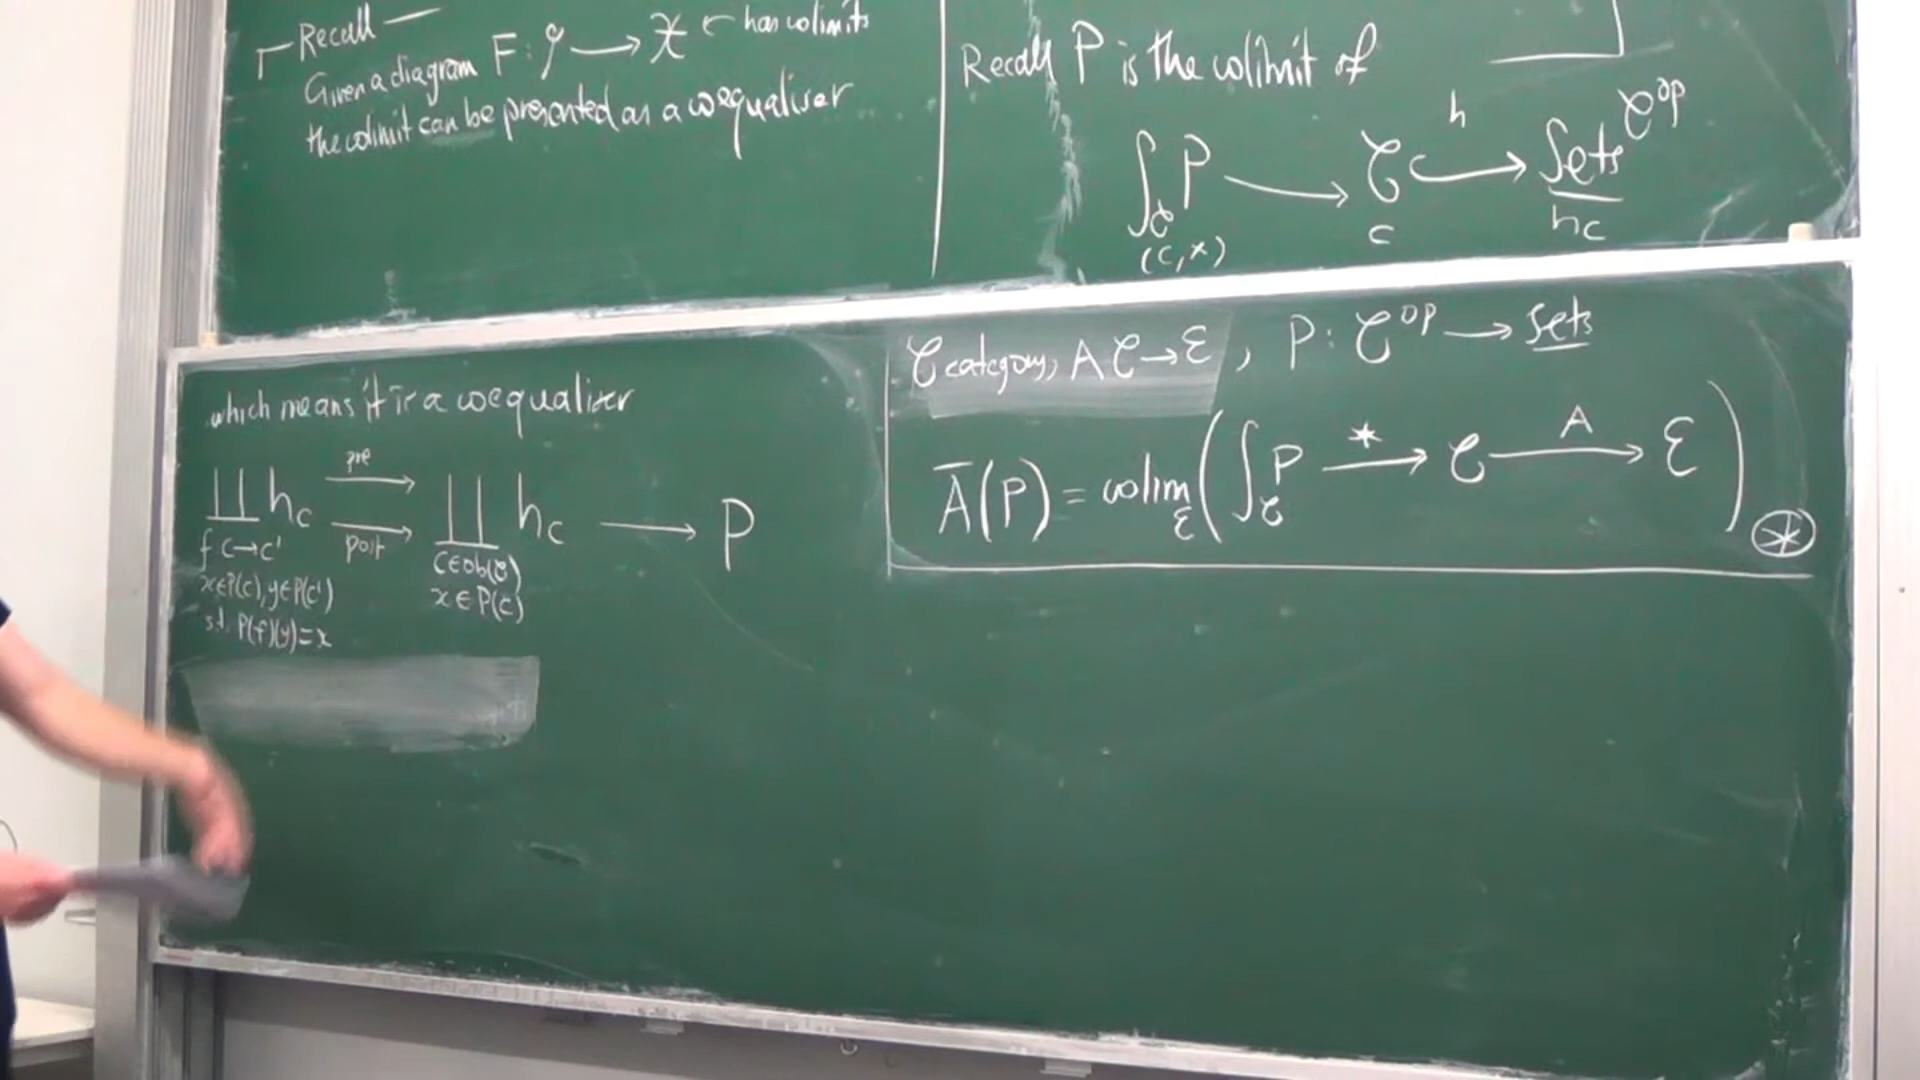 Recall
Given a diagram F : 𝒥 → 𝒳 ← has colimits
the colimit can be presented as a coequaliser
Recall P is the colimit of
∫_𝒞 P → 𝒞 ↪ Sets^{𝒞^op}
h
(c,x) c h_c
which means it is a coequaliser
pre
∐ h_c ⇉ ∐ h_c → P
post
f: c→c' c∈ob(𝒞)
x∈P(c), y∈P(c') x∈P(c)
s.t. P(f)(y)=x
𝒞 category, A 𝒞→ℰ , P : 𝒞^op → Sets
* A
A̅(P) = colim_ℰ ( ∫_𝒞 P → 𝒞 → ℰ ) ⊛